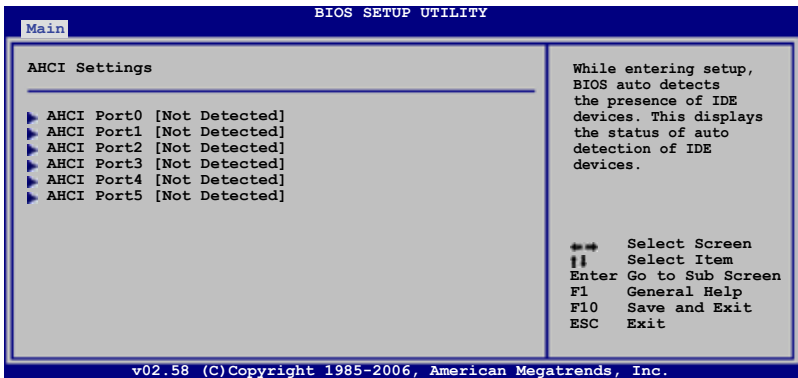 BIOS SETUP UTILITY
Main
AHCI Settings
AHCI Port0 [Not Detected]
AHCI Port1 [Not Detected]
AHCI Port2 [Not Detected]
AHCI Port3 [Not Detected]
AHCI Port4 [Not Detected]
AHCI Port5 [Not Detected]
While entering setup,
BIOS auto detects
the presence of IDE
devices. This displays
the status of auto
detection of IDE
devices.
Select Screen
Select Item
Enter Go to Sub Screen
F1 General Help
F10 Save and Exit
ESC Exit
v02.58 (C)Copyright 1985-2006, American Megatrends, Inc.